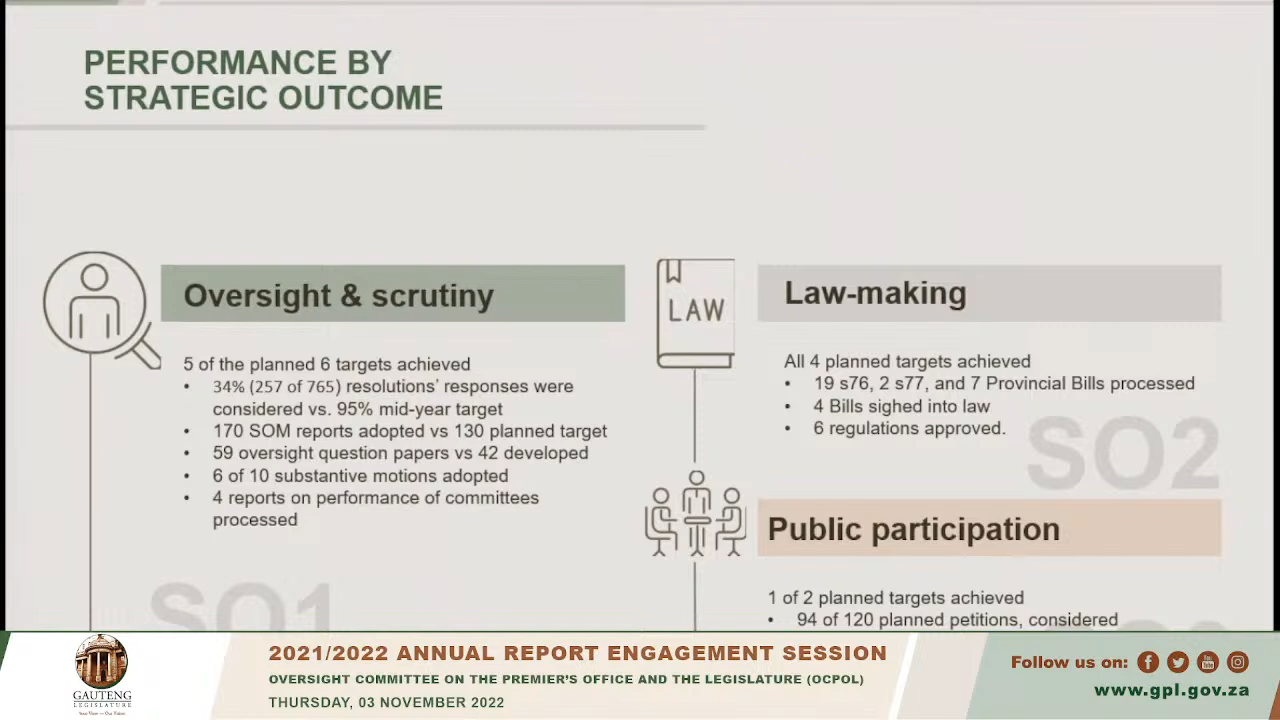 PERFORMANCE BY
STRATEGIC OUTCOME
Oversight & scrutiny
5 of the planned 6 targets achieved
• 34% (257 of 765) resolutions' responses were
considered vs. 95% mid-year target
• 170 SOM reports adopted vs 130 planned target
• 59 oversight question papers vs 42 developed
• 6 of 10 substantive motions adopted
• 4 reports on performance of committees
processed
SO1
LAW
Law-making
All 4 planned targets achieved
• 19 s76, 2 s77, and 7 Provincial Bills processed
• 4 Bills sighed into law
• 6 regulations approved.
SO2
Public participation
1 of 2 planned targets achieved
• 94 of 120 planned petitions, considered
GAUTENG
LEGISLATURE
Your View — Our Vision
2021/2022 ANNUAL REPORT ENGAGEMENT SESSION
OVERSIGHT COMMITTEE ON THE PREMIER'S OFFICE AND THE LEGISLATURE (OCPOL)
THURSDAY, 03 NOVEMBER 2022
Follow us on:
www.gpl.gov.za